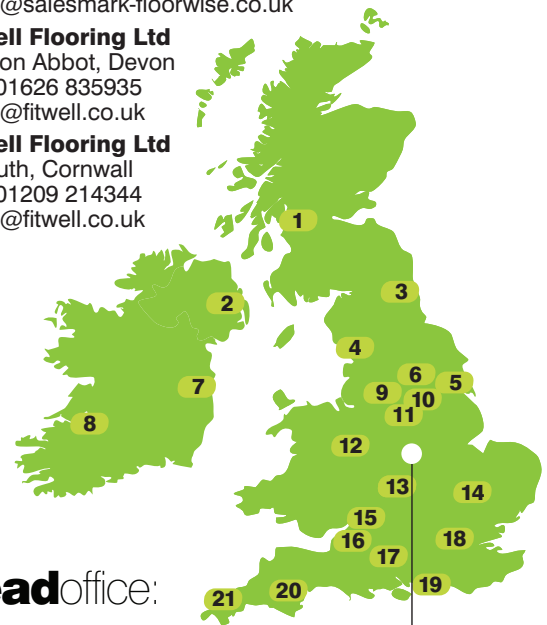 @salesmark-floorwise.co.uk
ell Flooring Ltd
on Abbot, Devon
01626 835935
@fitwell.co.uk
ell Flooring Ltd
uth, Cornwall
01209 214344
@fitwell.co.uk
1
2
3
4
5
6
7
8
9
10
11
12
13
14
15
16
17
18
19
20
21
eadoffice: